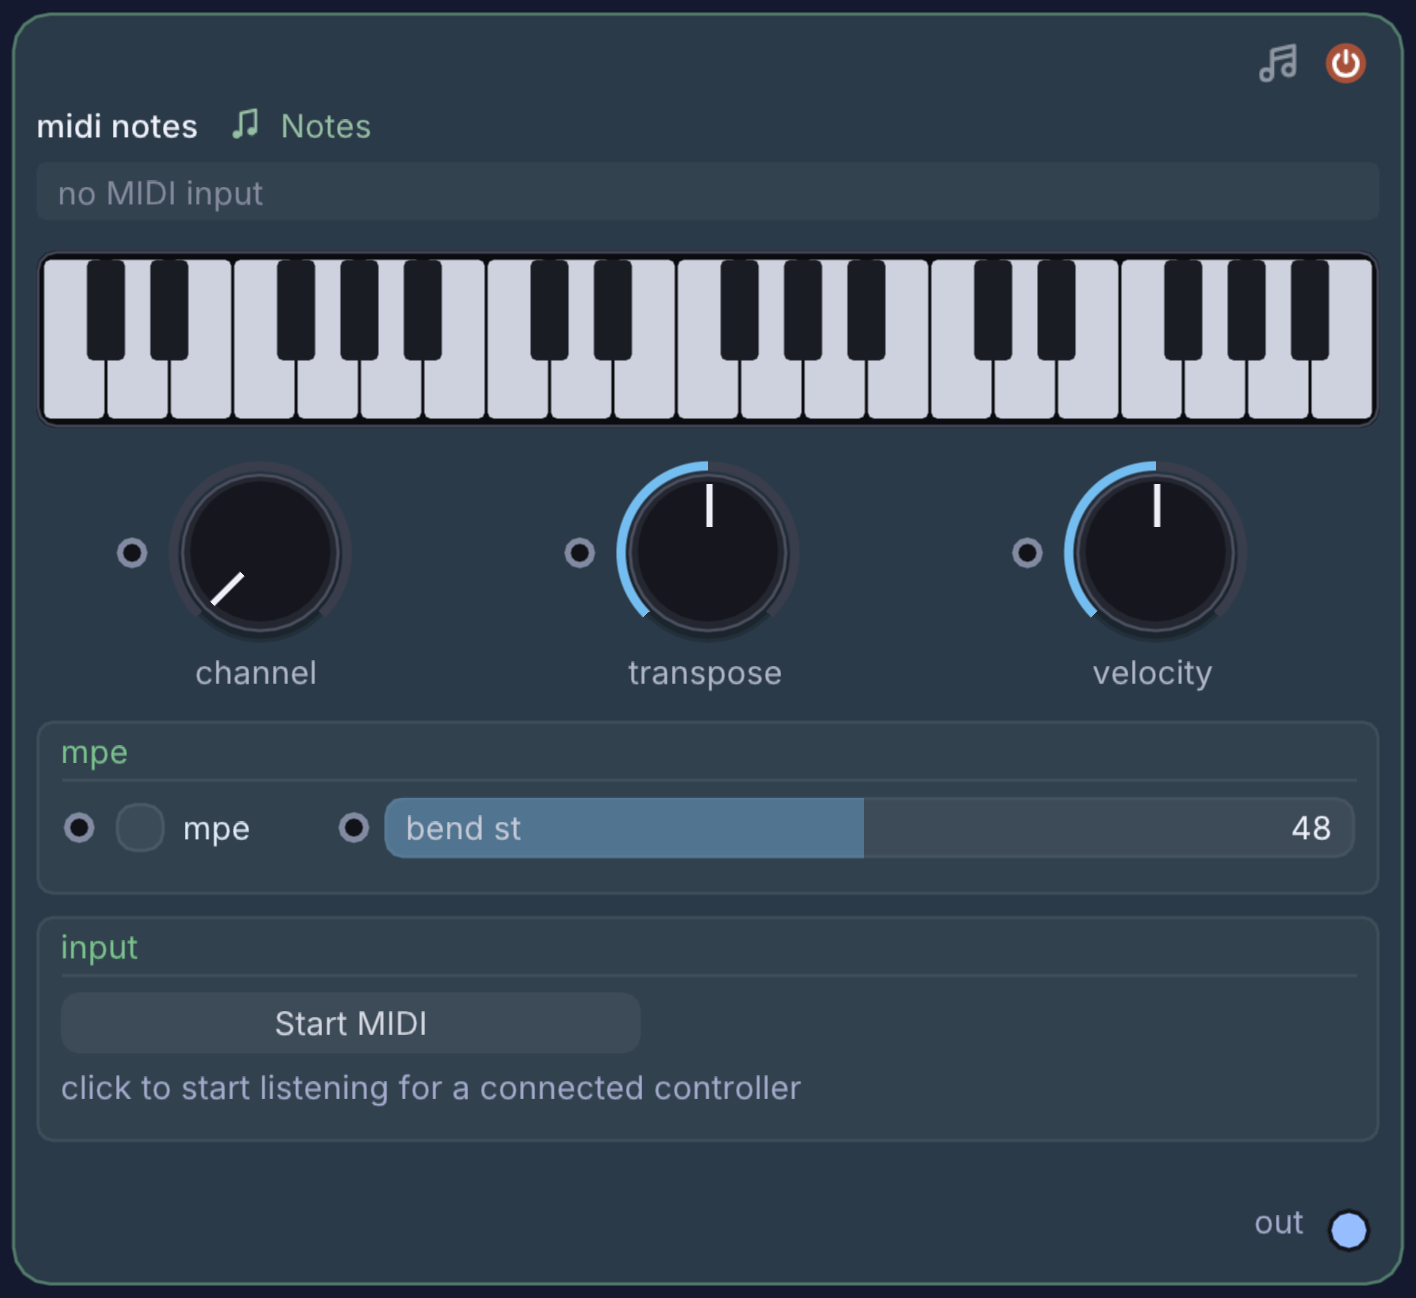 midi notes Notes
no MIDI input
channel transpose velocity
mpe
mpe bend st 48
input
Start MIDI
click to start listening for a connected controller
out